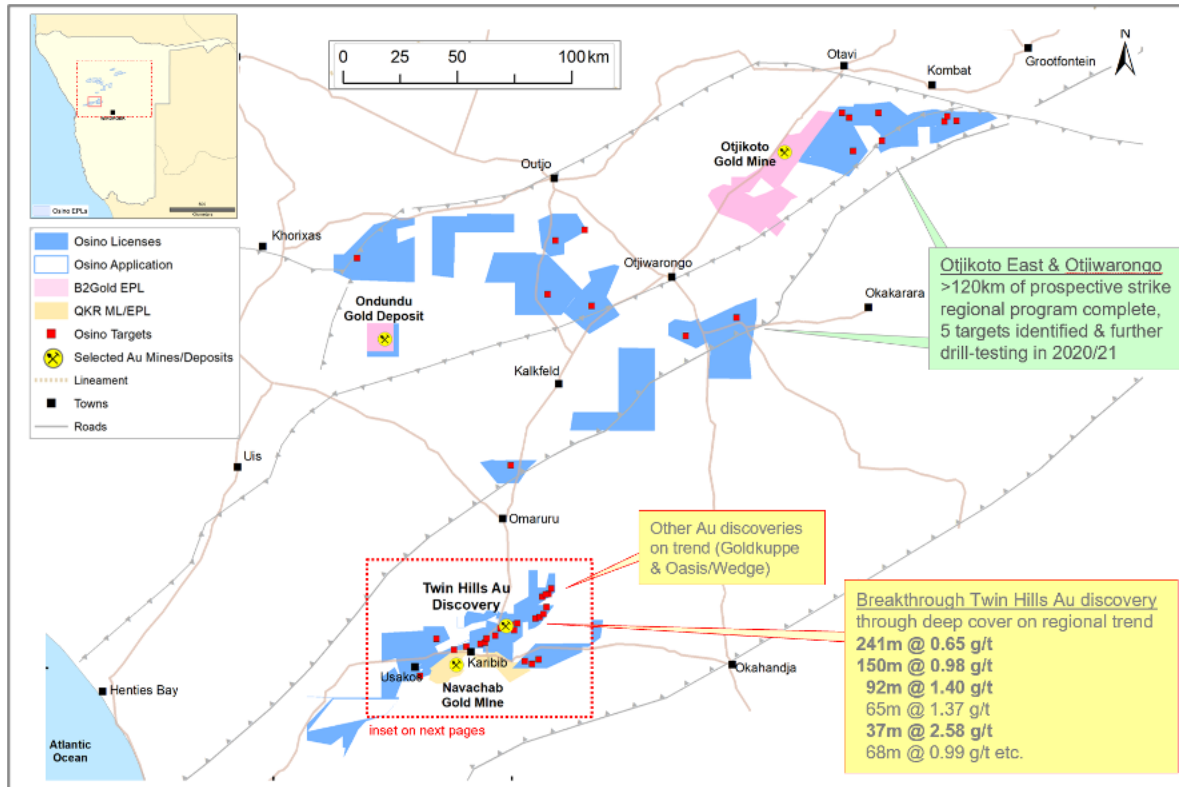 0 50 100 km
Otavi
Kombat
Grootfontein
N
Otjikoto
Gold Mine
Outjo
Khorixas
Otjiwarongo
Okakarara
Ondundu
Gold Deposit
Kalkfeld
Uis
Omaruru
Osino EPLs
Osino Licenses
Osino Application
B2Gold EPL
QKR ML/EPL
Osino Targets
Selected Au Mines/Deposits
Lineament
Towns
Roads
Otjikoto East & Otjiwarongo
>120km of prospective strike
regional program complete,
5 targets identified & further
drill-testing in 2020/21
Other Au discoveries
on trend (Goldkuppe
& Oasis/Wedge)
Twin Hills Au
Discovery
Karibib
Usakos
Navachab
Gold MIne
inset on next pages
Okahandja
Henties Bay
Atlantic
Ocean
Breakthrough Twin Hills Au discovery
through deep cover on regional trend
241m @ 0.65 g/t
150m @ 0.98 g/t
92m @ 1.40 g/t
65m @ 1.37 g/t
37m @ 2.58 g/t
68m @ 0.99 g/t etc.